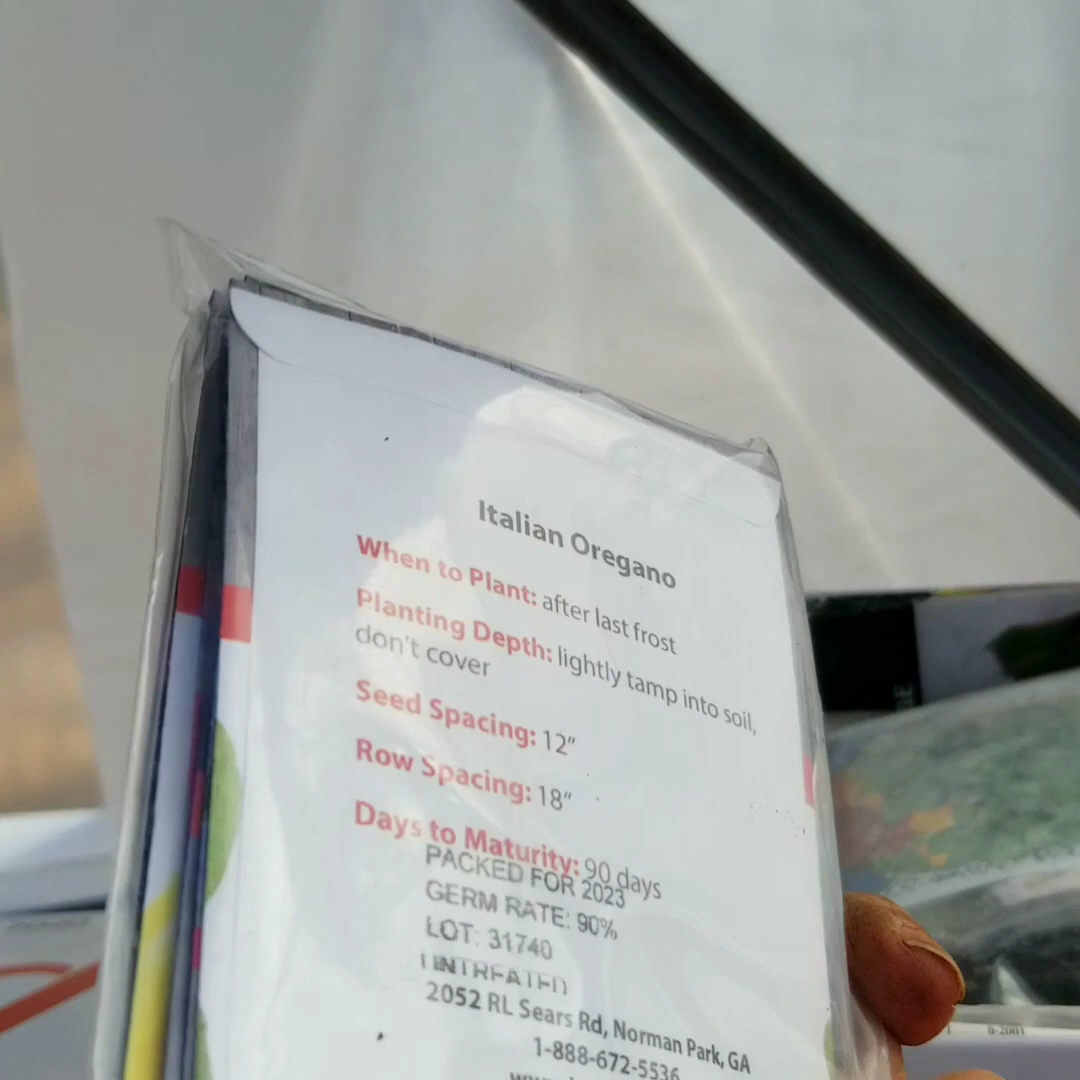 Italian Oregano
When to Plant: after last frost
Planting Depth: lightly tamp into soil,
don't cover
Seed Spacing: 12"
Row Spacing: 18"
Days to Maturity: 90 days
PACKED FOR 2023
GERM RATE: 90%
LOT: 31740
UNTREATED
2052 RL Sears Rd, Norman Park, GA
1-888-672-5536